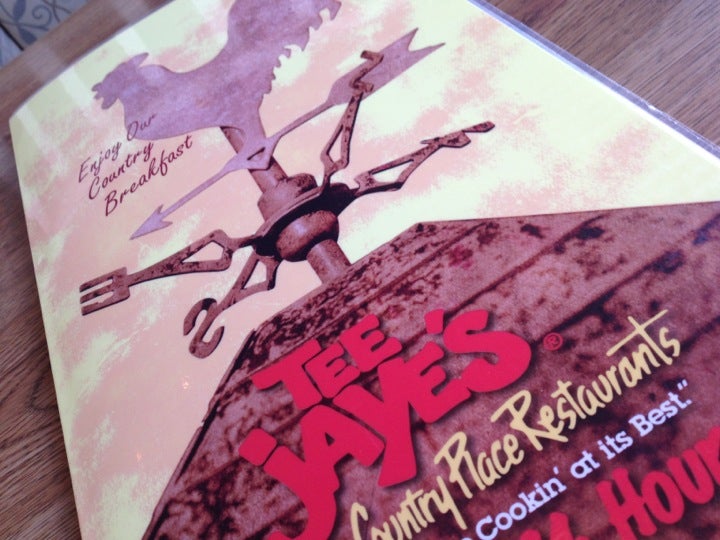 Enjoy Our
Country
Breakfast
N
E
S
TEE
JAYE'S®
Country Place Restaurants
Cookin' at its Best."